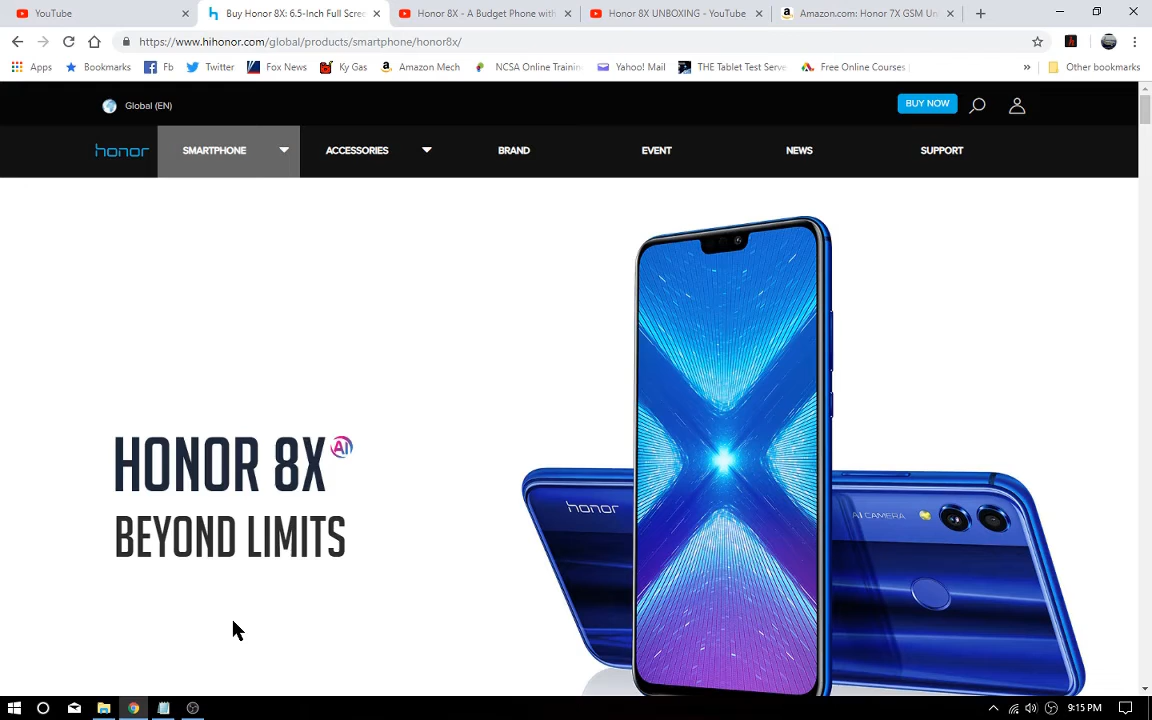 YouTube
Buy Honor 8X: 6.5-Inch Full Scree
Honor 8X - A Budget Phone with
Honor 8X UNBOXING - YouTube
Amazon.com: Honor 7X GSM Un
https://www.hihonor.com/global/products/smartphone/honor8x/
Apps
Bookmarks
Fb
Twitter
Fox News
Ky Gas
Amazon Mech
NCSA Online Trainin
Yahoo! Mail
THE Tablet Test Serve
Free Online Courses |
»
Other bookmarks
Global (EN)
BUY NOW
honor
SMARTPHONE
ACCESSORIES
BRAND
EVENT
NEWS
SUPPORT
HONOR 8X AI
BEYOND LIMITS
honor
AI CAMERA
9:15 PM